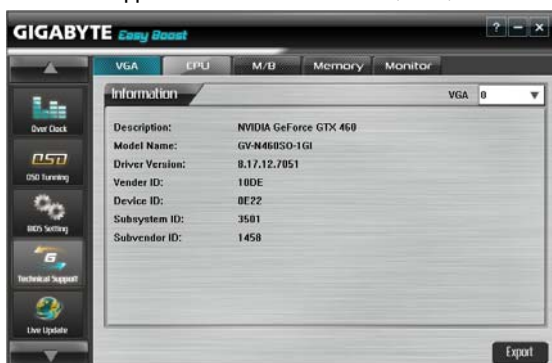 GIGABYTE Easy Boost
? – ×
VGA CPU M/B Memory Monitor
Information
VGA 0
Over Clock
OSD Tunning
BIOS Setting
Technical Support
Live Update
Description: NVIDIA GeForce GTX 460
Model Name: GV-N460SO-1GI
Driver Version: 8.17.12.7051
Vender ID: 10DE
Device ID: 0E22
Subsystem ID: 3501
Subvendor ID: 1458
Export